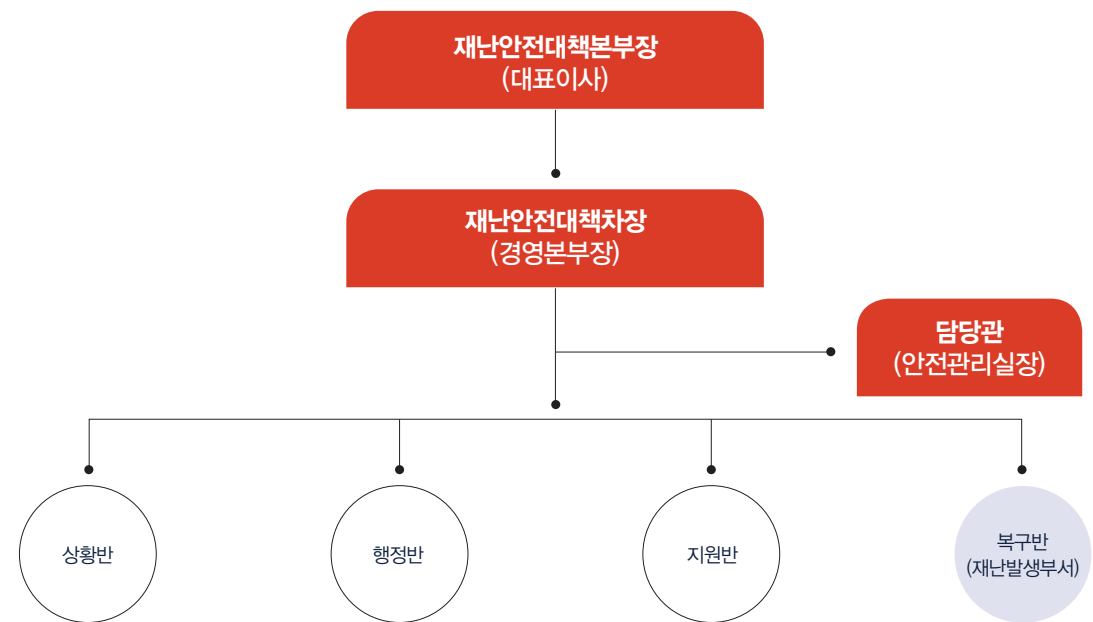 재난안전대책본부장
(대표이사)
재난안전대책차장
(경영본부장)
담당관
(안전관리실장)
상황반
행정반
지원반
복구반
(재난발생부서)